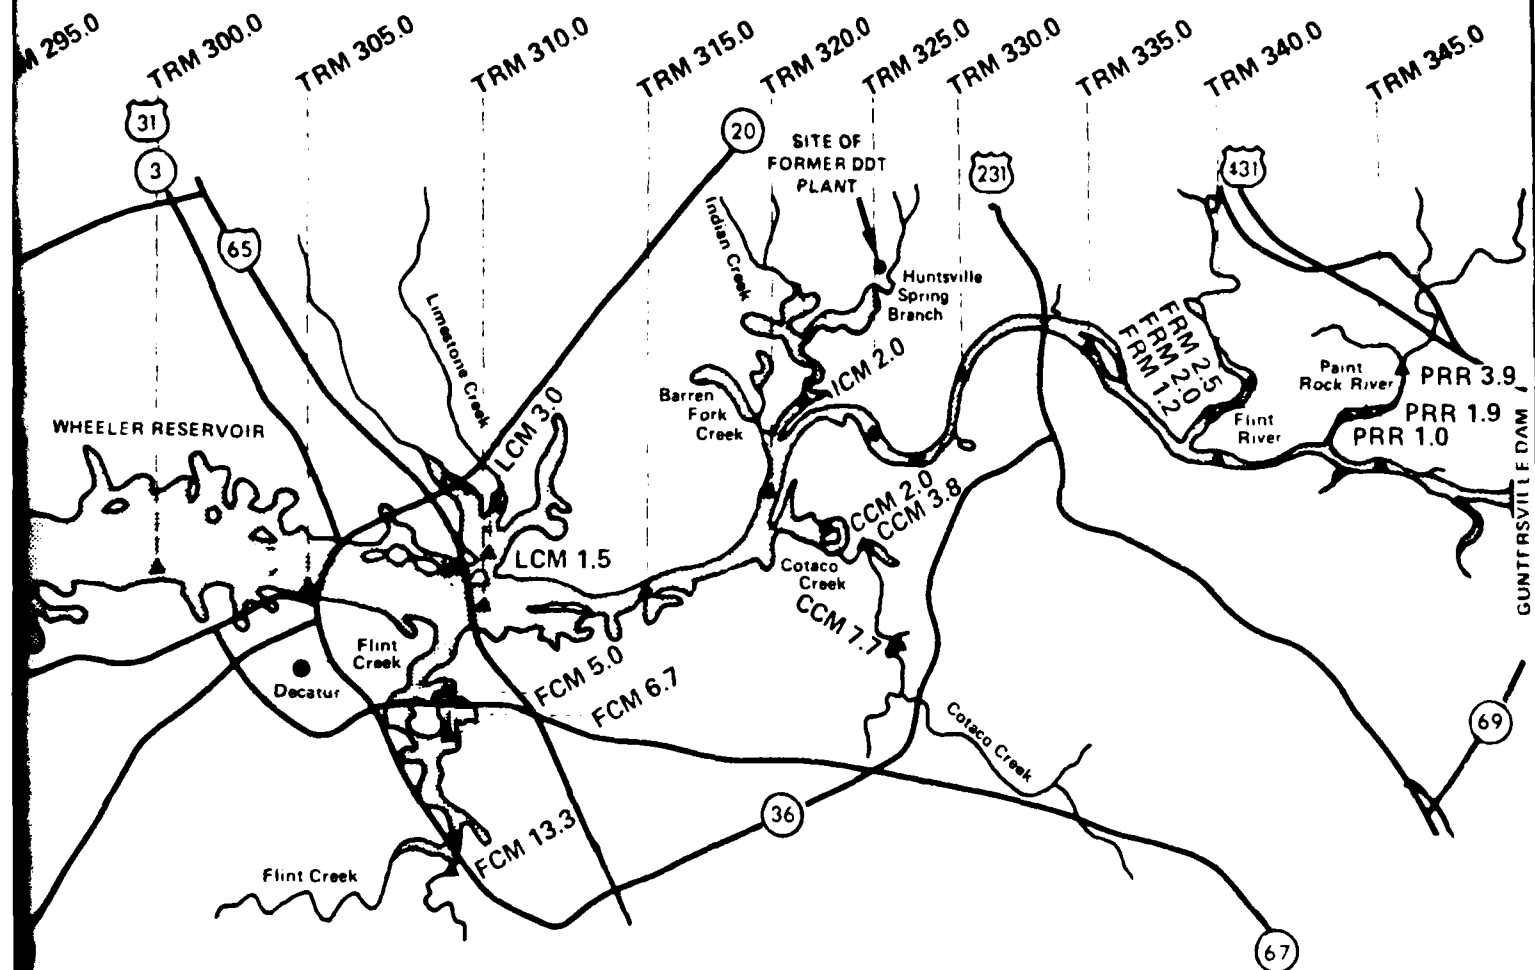 M 295.0
TRM 300.0
TRM 305.0
TRM 310.0
TRM 315.0
TRM 320.0
TRM 325.0
TRM 330.0
TRM 335.0
TRM 340.0
TRM 345.0
31
3
65
20
SITE OF
FORMER DDT
PLANT
231
431
Indian Creek
Huntsville
Spring
Branch
Limestone Creek
LCM 3.0
ICM 2.0
Barren
Fork
Creek
FRM 2.5
FRM 2.0
FRM 1.2
Flint
River
Paint
Rock River
PRR 3.9
PRR 1.9
PRR 1.0
GUNTERSVILLE DAM
WHEELER RESERVOIR
LCM 1.5
CCM 2.0
CCM 3.8
Cotaco
Creek
CCM 7.7
Flint
Creek
Decatur
FCM 5.0
FCM 6.7
Cotaco Creek
69
36
FCM 13.3
Flint Creek
67